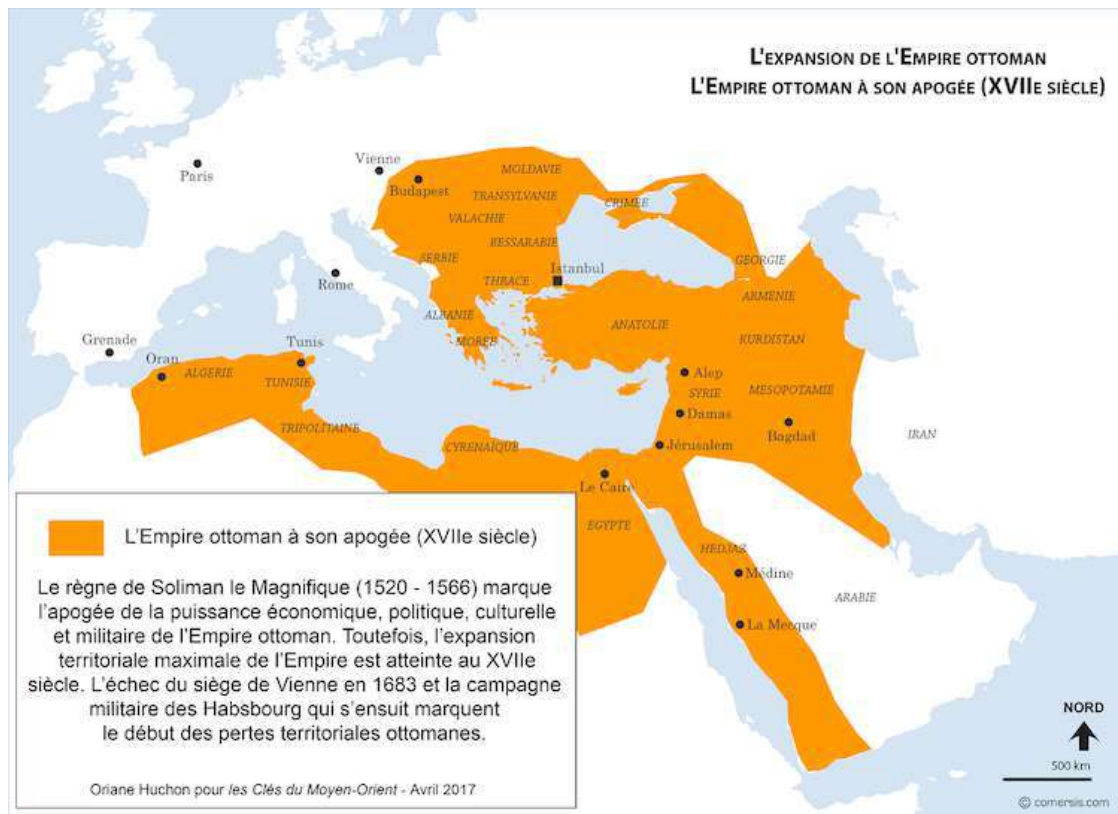 L'EXPANSION DE L'EMPIRE OTTOMAN
L'EMPIRE OTTOMAN À SON APOGÉE (XVIIE SIÈCLE)
Paris
Vienne
Budapest
MOLDAVIE
TRANSYLVANIE
VALACHIE
BESSARABIE
CRIMÉE
SERBIE
THRACE
Istanbul
GEORGIE
ARMENIE
Rome
ALBANIE
MORÉE
ANATOLIE
KURDISTAN
Grenade
Oran
ALGERIE
Tunis
TUNISIE
Alep
SYRIE
MESOPOTAMIE
Damas
Bagdad
IRAN
TRIPOLITAINE
CYRENAÏQUE
Jérusalem
Le Caire
EGYPTE
HEDJAZ
Médine
ARABIE
La Mecque
L'Empire ottoman à son apogée (XVIIe siècle)
Le règne de Soliman le Magnifique (1520 - 1566) marque
l'apogée de la puissance économique, politique, culturelle
et militaire de l'Empire ottoman. Toutefois, l'expansion
territoriale maximale de l'Empire est atteinte au XVIIe
siècle. L'échec du siège de Vienne en 1683 et la campagne
militaire des Habsbourg qui s'ensuit marquent
le début des pertes territoriales ottomanes.
Oriane Huchon pour les Clés du Moyen-Orient - Avril 2017
NORD
500 km
© comersis.com